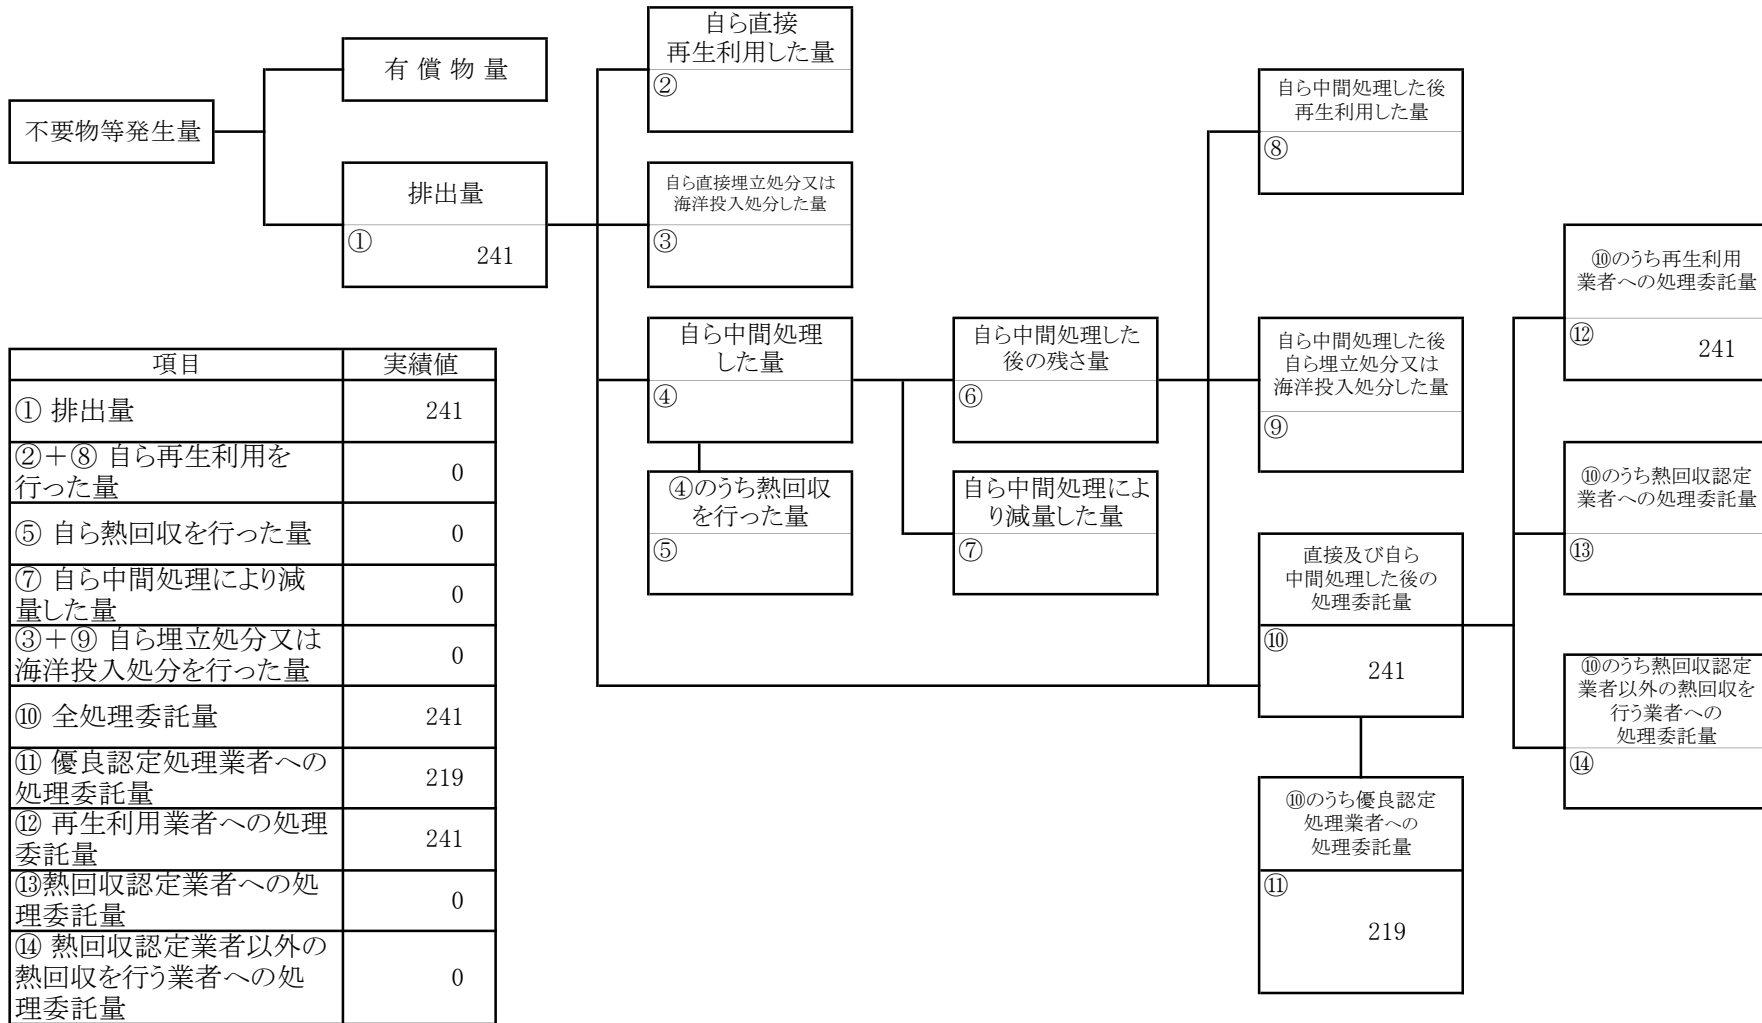 不要物等発生量
有 償 物 量
排出量
①
241
自ら直接
再生利用した量
②
自ら直接埋立処分又は
海洋投入処分した量
③
自ら中間処理
した量
④
④のうち熱回収
を行った量
⑤
自ら中間処理した
後の残さ量
⑥
自ら中間処理によ
り減量した量
⑦
自ら中間処理した後
再生利用した量
⑧
自ら中間処理した後
自ら埋立処分又は
海洋投入処分した量
⑨
直接及び自ら
中間処理した後の
処理委託量
⑩
241
⑩のうち優良認定
処理業者への
処理委託量
⑪
219
⑩のうち再生利用
業者への処理委託量
⑫
241
⑩のうち熱回収認定
業者への処理委託量
⑬
⑩のうち熱回収認定
業者以外の熱回収を
行う業者への
処理委託量
⑭
項目 実績値
① 排出量 241
②＋⑧ 自ら再生利用を
行った量 0
⑤ 自ら熱回収を行った量 0
⑦ 自ら中間処理により減
量した量 0
③＋⑨ 自ら埋立処分又は
海洋投入処分を行った量 0
⑩ 全処理委託量 241
⑪ 優良認定処理業者への
処理委託量 219
⑫ 再生利用業者への処理
委託量 241
⑬熱回収認定業者への処
理委託量 0
⑭ 熱回収認定業者以外の
熱回収を行う業者への処
理委託量 0